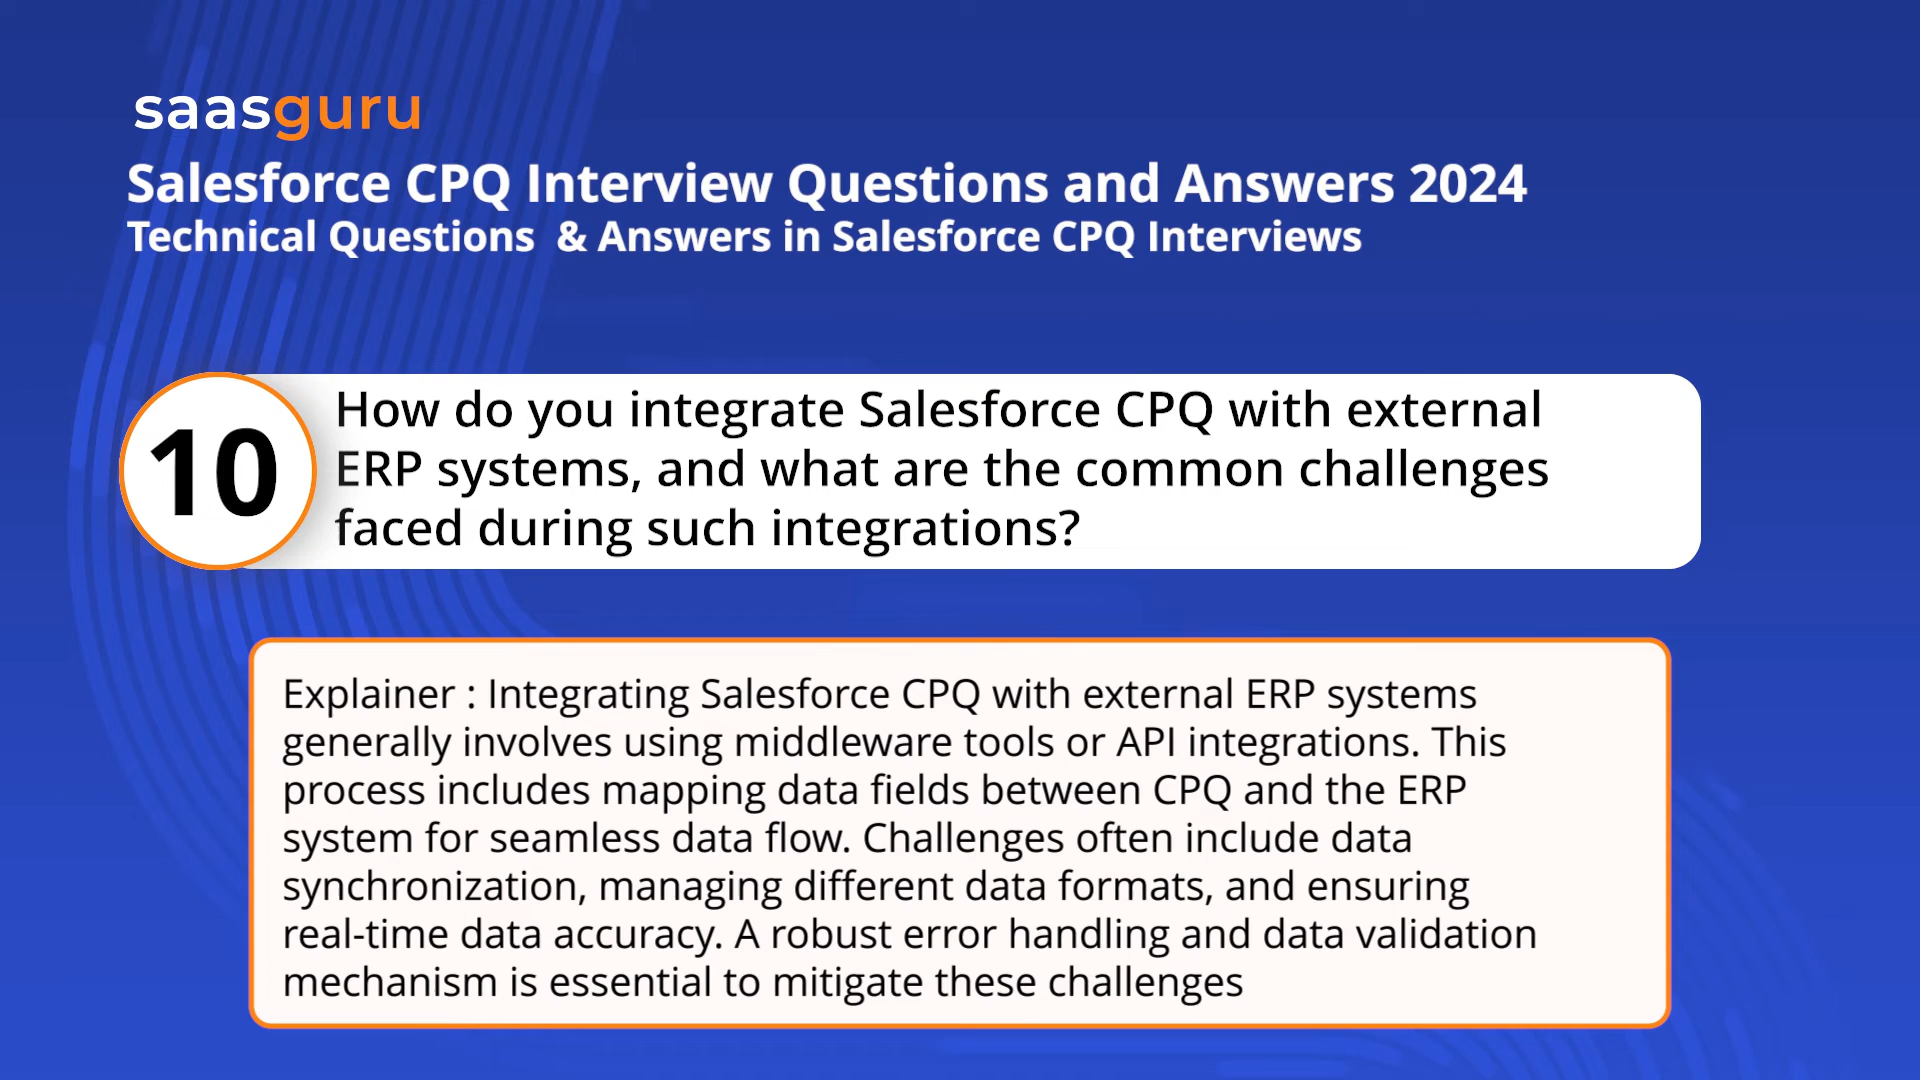 saasguru
Salesforce CPQ Interview Questions and Answers 2024
Technical Questions  & Answers in Salesforce CPQ Interviews
10
How do you integrate Salesforce CPQ with external
ERP systems, and what are the common challenges
faced during such integrations?
Explainer : Integrating Salesforce CPQ with external ERP systems
generally involves using middleware tools or API integrations. This
process includes mapping data fields between CPQ and the ERP
system for seamless data flow. Challenges often include data
synchronization, managing different data formats, and ensuring
real-time data accuracy. A robust error handling and data validation
mechanism is essential to mitigate these challenges